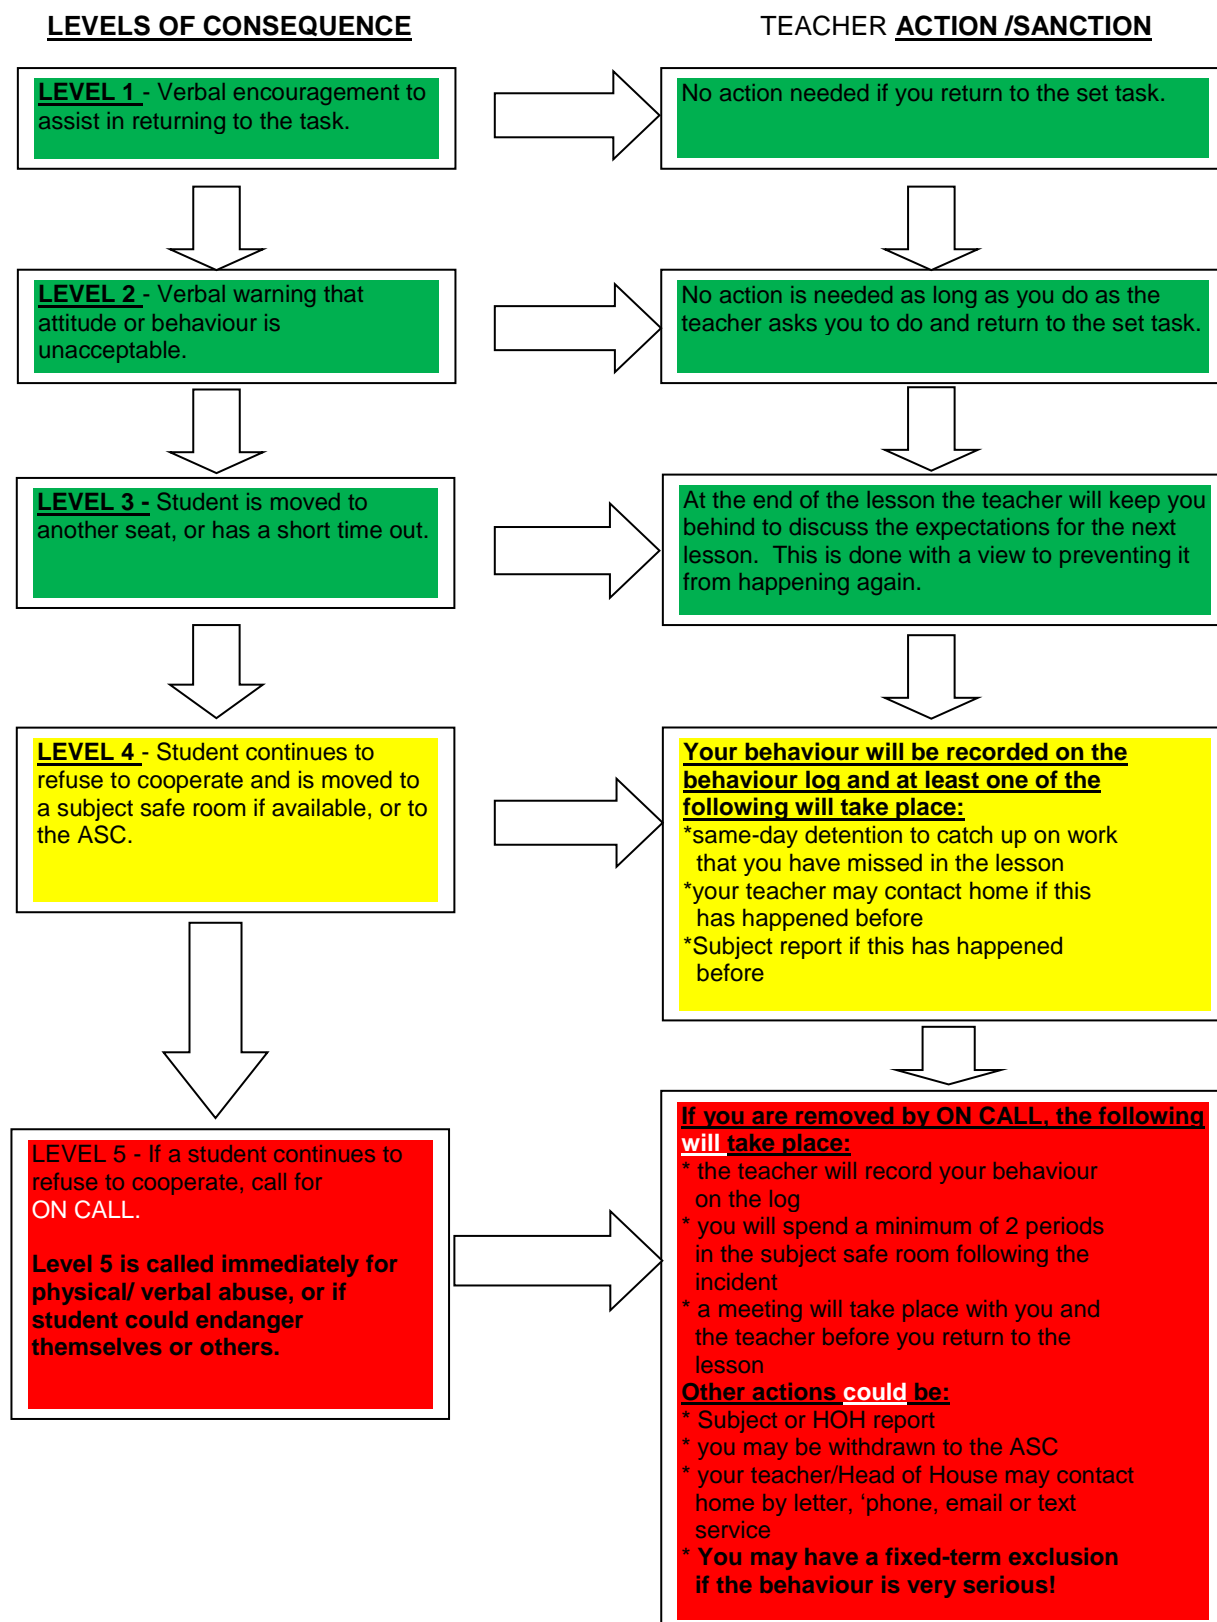 LEVELS OF CONSEQUENCE
TEACHER ACTION /SANCTION
LEVEL 1 - Verbal encouragement to
assist in returning to the task.
No action needed if you return to the set task.
LEVEL 2 - Verbal warning that
attitude or behaviour is
unacceptable.
No action is needed as long as you do as the
teacher asks you to do and return to the set task.
LEVEL 3 - Student is moved to
another seat, or has a short time out.
At the end of the lesson the teacher will keep you
behind to discuss the expectations for the next
lesson.  This is done with a view to preventing it
from happening again.
LEVEL 4 - Student continues to
refuse to cooperate and is moved to
a subject safe room if available, or to
the ASC.
Your behaviour will be recorded on the
behaviour log and at least one of the
following will take place:
*same-day detention to catch up on work
that you have missed in the lesson
*your teacher may contact home if this
has happened before
*Subject report if this has happened
before
LEVEL 5 - If a student continues to
refuse to cooperate, call for
ON CALL.
Level 5 is called immediately for
physical/ verbal abuse, or if
student could endanger
themselves or others.
If you are removed by ON CALL, the following
will take place:
* the teacher will record your behaviour
on the log
* you will spend a minimum of 2 periods
in the subject safe room following the
incident
* a meeting will take place with you and
the teacher before you return to the
lesson
Other actions could be:
* Subject or HOH report
* you may be withdrawn to the ASC
* your teacher/Head of House may contact
home by letter, ‘phone, email or text
service
* You may have a fixed-term exclusion
if the behaviour is very serious!